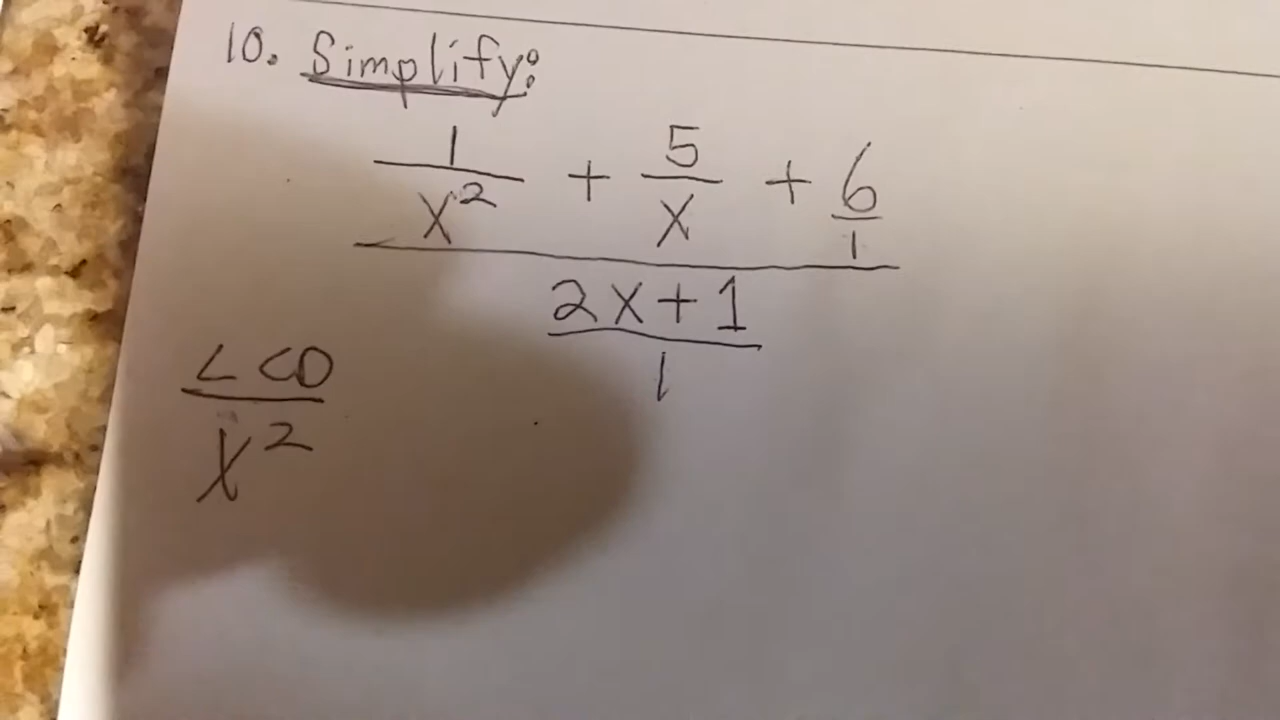 10. Simplify:
1/x² + 5/x + 6/1
2x+1
1
LCD
x²